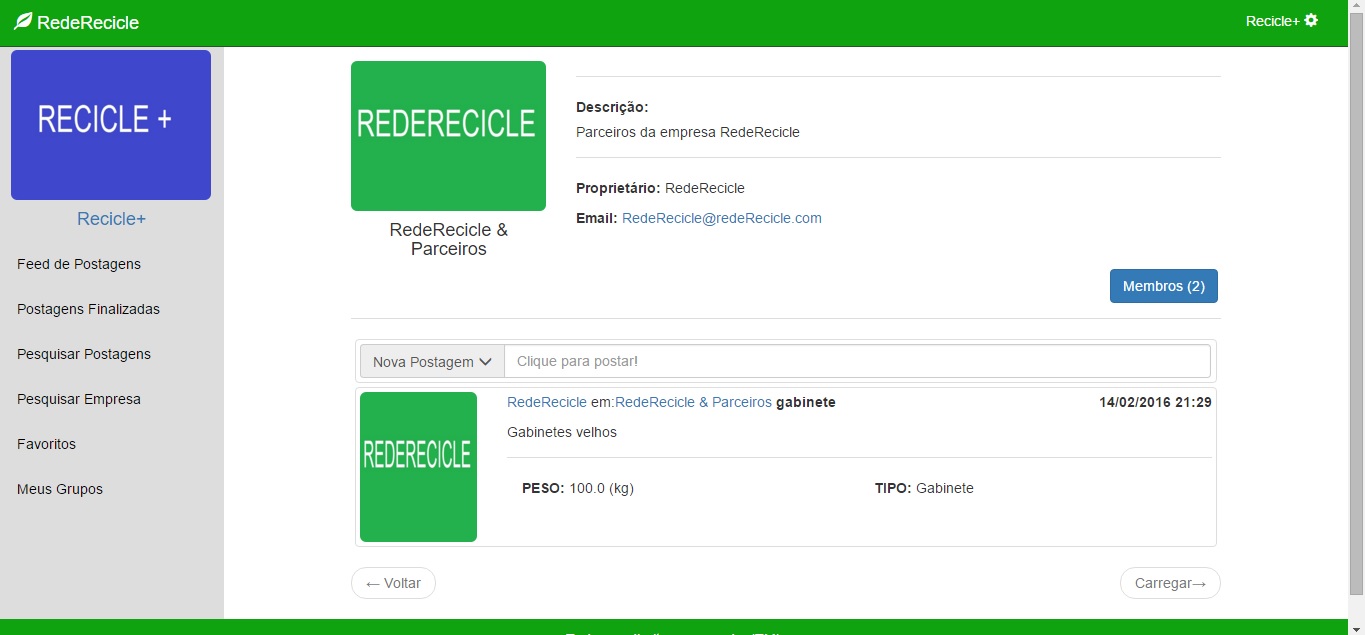 RedeRecicle
Recicle+
RECICLE +
Recicle+
Feed de Postagens
Postagens Finalizadas
Pesquisar Postagens
Pesquisar Empresa
Favoritos
Meus Grupos
REDERECICLE
RedeRecicle &
Parceiros
Descrição:
Parceiros da empresa RedeRecicle
Proprietário: RedeRecicle
Email: RedeRecicle@redeRecicle.com
Membros (2)
Nova Postagem
Clique para postar!
REDERECICLE
RedeRecicle em:RedeRecicle & Parceiros gabinete
14/02/2016 21:29
Gabinetes velhos
PESO: 100.0 (kg)
TIPO: Gabinete
← Voltar
Carregar→